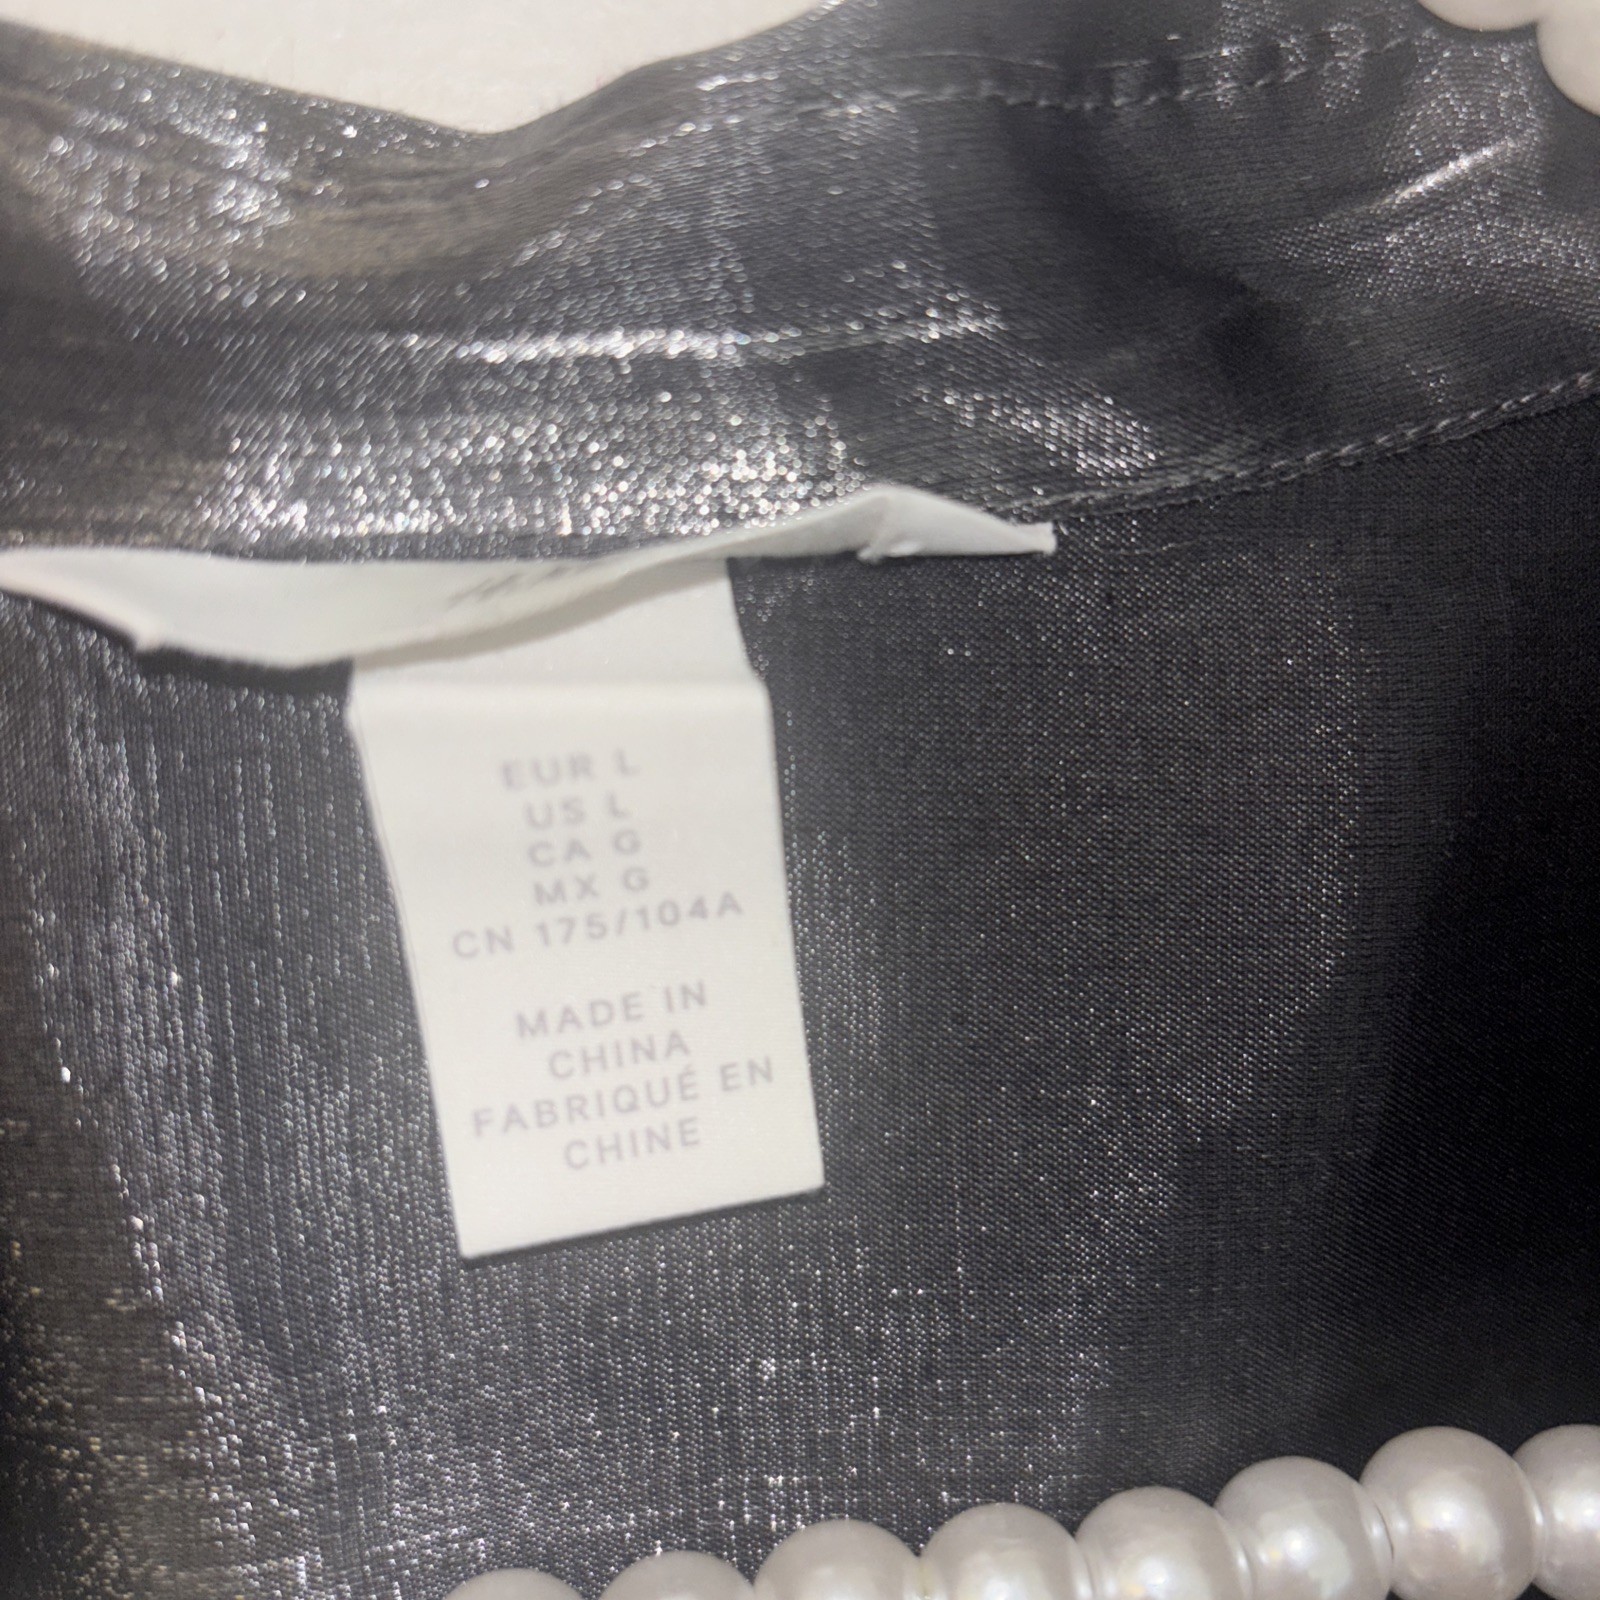 EUR L
US L
CA G
MX G
CN 175/104A
MADE IN
CHINA
FABRIQUÉ EN
CHINE